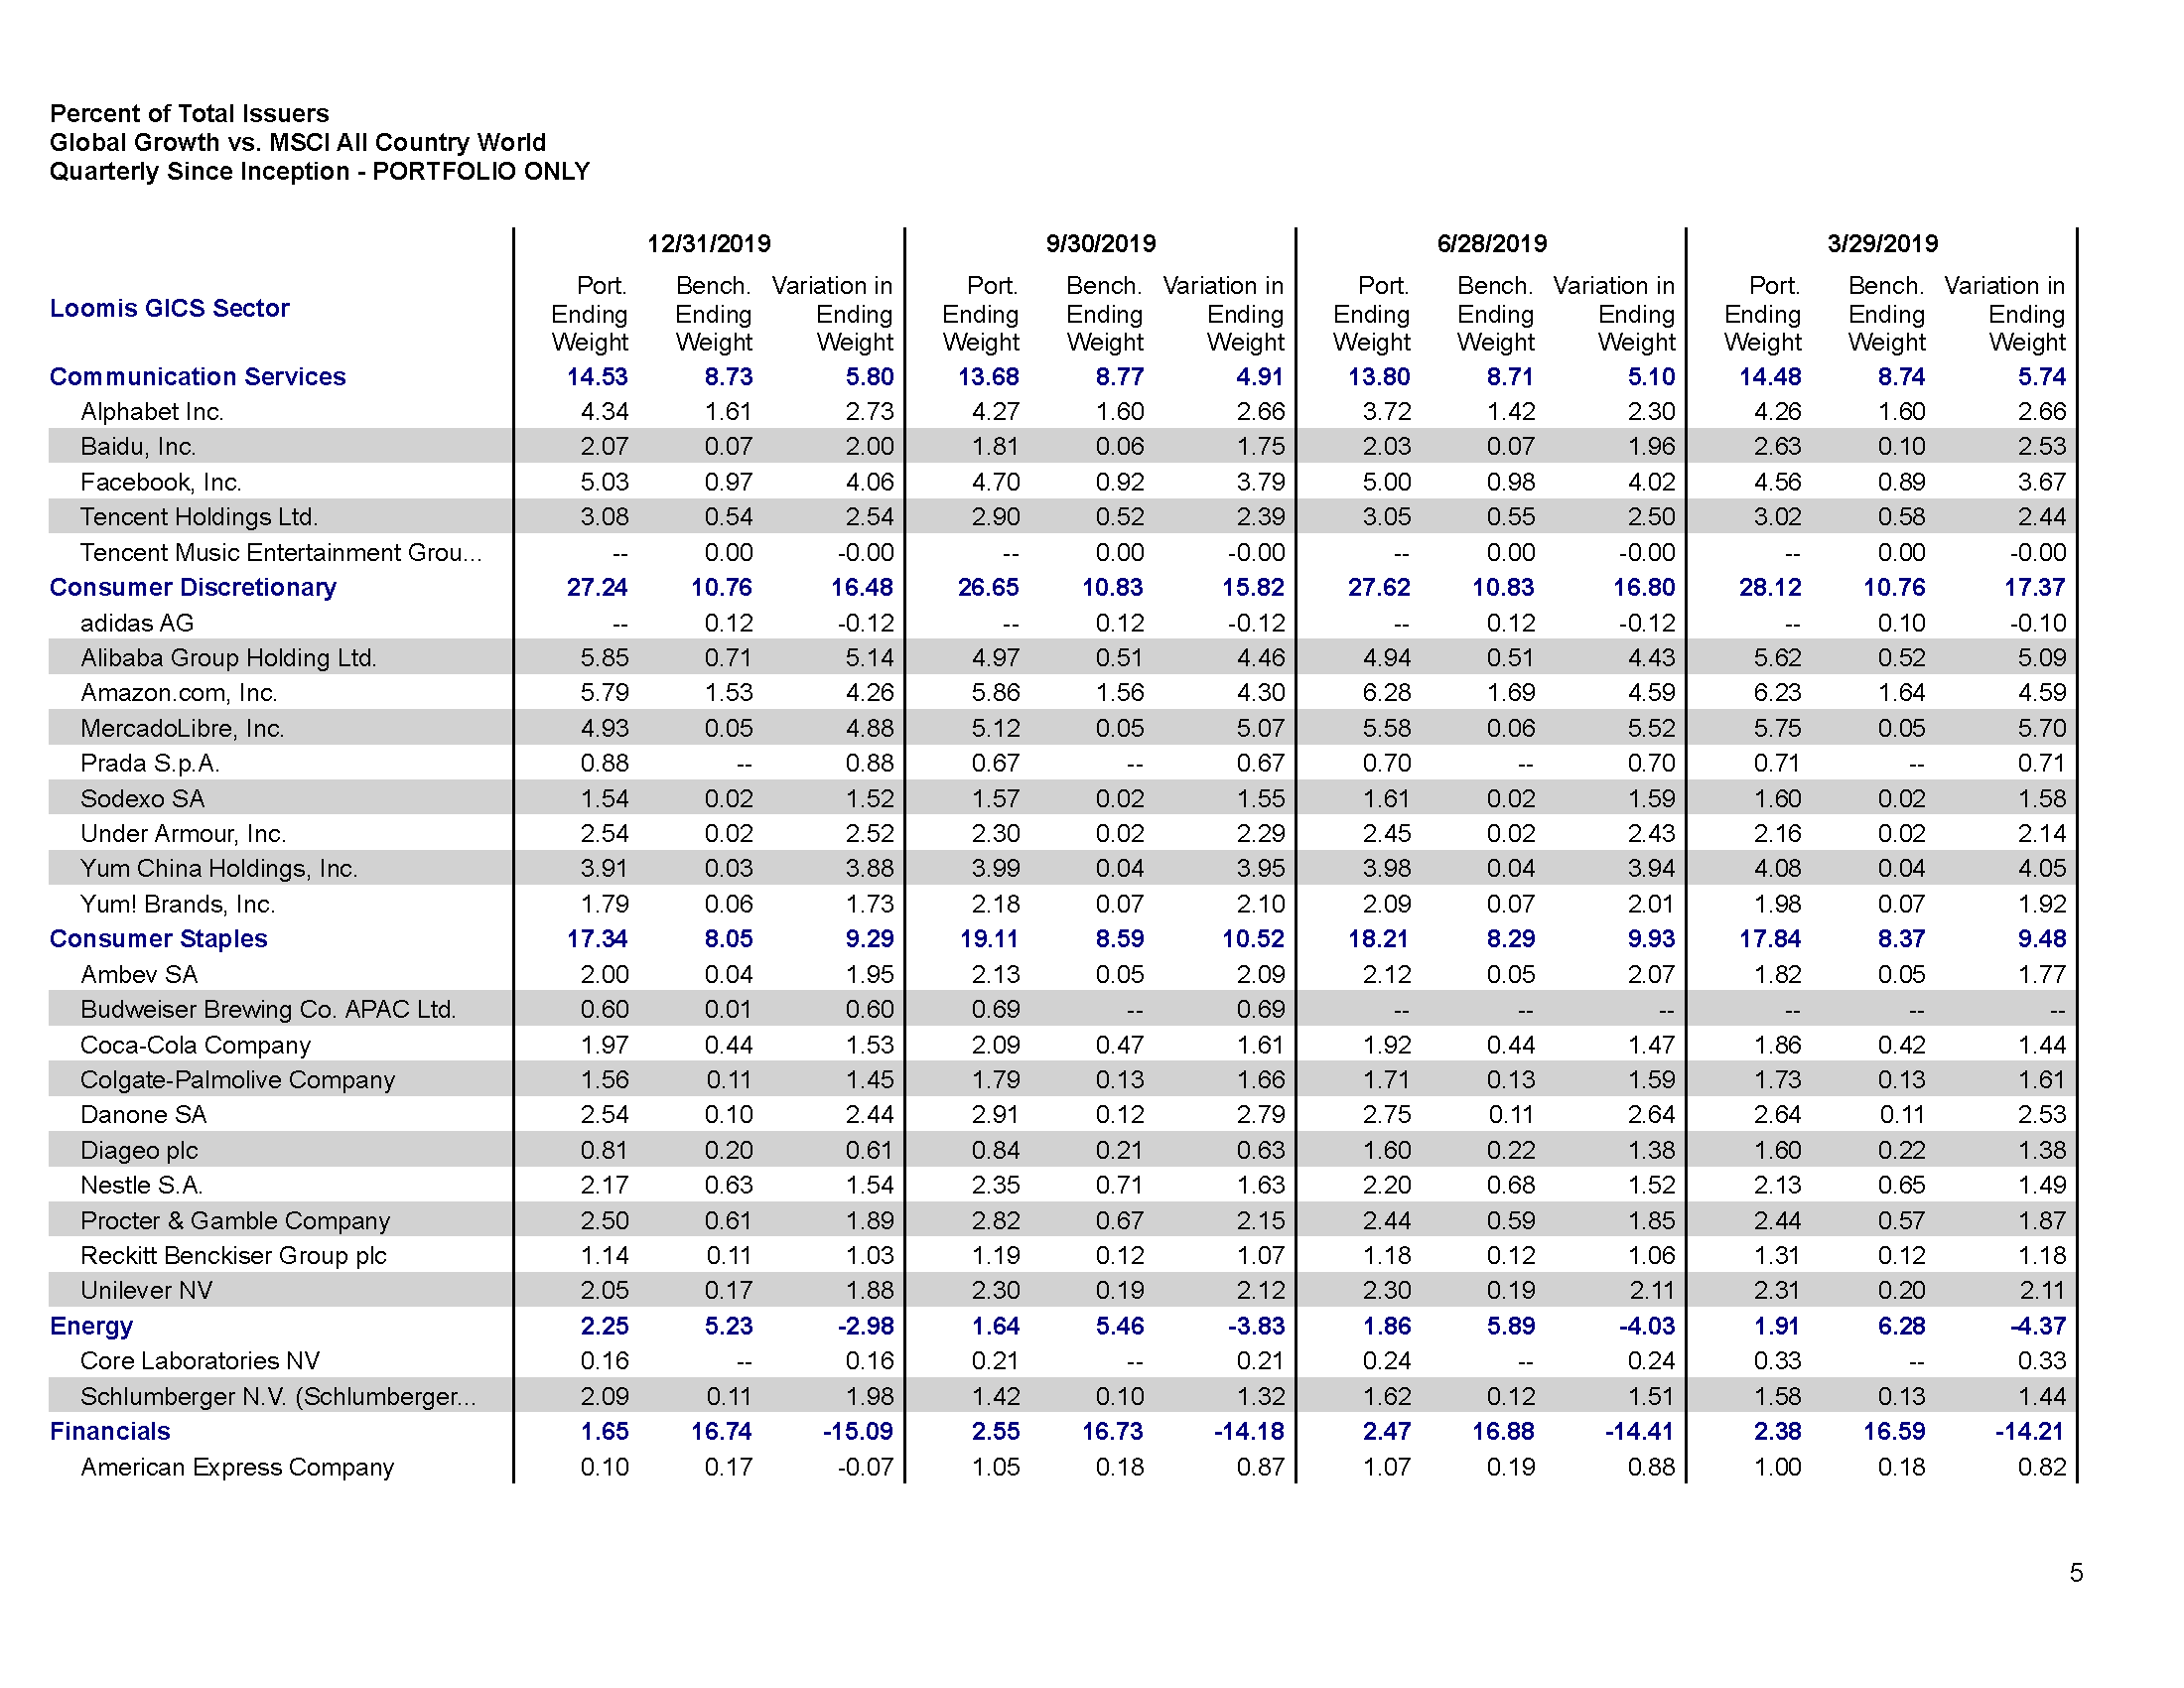 Percent of Total Issuers
Global Growth vs. MSCI All Country World
Quarterly Since Inception - PORTFOLIO ONLY
12/31/2019 9/30/2019 6/28/2019 3/29/2019
Port. Bench. Variation in Port. Bench. Variation in Port. Bench. Variation in Port. Bench. Variation in
Loomis GICS Sector Ending Ending Ending Ending Ending Ending Ending Ending Ending Ending Ending Ending
Weight Weight Weight Weight Weight Weight Weight Weight Weight Weight Weight Weight
Communication Services 14.53 8.73 5.80 13.68 8.77 4.91 13.80 8.71 5.10 14.48 8.74 5.74
Alphabet Inc. 4.34 1.61 2.73 4.27 1.60 2.66 3.72 1.42 2.30 4.26 1.60 2.66
Baidu, Inc. 2.07 0.07 2.00 1.81 0.06 1.75 2.03 0.07 1.96 2.63 0.10 2.53
Facebook, Inc. 5.03 0.97 4.06 4.70 0.92 3.79 5.00 0.98 4.02 4.56 0.89 3.67
Tencent Holdings Ltd. 3.08 0.54 2.54 2.90 0.52 2.39 3.05 0.55 2.50 3.02 0.58 2.44
Tencent Music Entertainment Grou... -- 0.00 -0.00 -- 0.00 -0.00 -- 0.00 -0.00 -- 0.00 -0.00
Consumer Discretionary 27.24 10.76 16.48 26.65 10.83 15.82 27.62 10.83 16.80 28.12 10.76 17.37
adidas AG -- 0.12 -0.12 -- 0.12 -0.12 -- 0.12 -0.12 -- 0.10 -0.10
Alibaba Group Holding Ltd. 5.85 0.71 5.14 4.97 0.51 4.46 4.94 0.51 4.43 5.62 0.52 5.09
Amazon.com, Inc. 5.79 1.53 4.26 5.86 1.56 4.30 6.28 1.69 4.59 6.23 1.64 4.59
MercadoLibre, Inc. 4.93 0.05 4.88 5.12 0.05 5.07 5.58 0.06 5.52 5.75 0.05 5.70
Prada S.p.A. 0.88 -- 0.88 0.67 -- 0.67 0.70 -- 0.70 0.71 -- 0.71
Sodexo SA 1.54 0.02 1.52 1.57 0.02 1.55 1.61 0.02 1.59 1.60 0.02 1.58
Under Armour, Inc. 2.54 0.02 2.52 2.30 0.02 2.29 2.45 0.02 2.43 2.16 0.02 2.14
Yum China Holdings, Inc. 3.91 0.03 3.88 3.99 0.04 3.95 3.98 0.04 3.94 4.08 0.04 4.05
Yum! Brands, Inc. 1.79 0.06 1.73 2.18 0.07 2.10 2.09 0.07 2.01 1.98 0.07 1.92
Consumer Staples 17.34 8.05 9.29 19.11 8.59 10.52 18.21 8.29 9.93 17.84 8.37 9.48
Ambev SA 2.00 0.04 1.95 2.13 0.05 2.09 2.12 0.05 2.07 1.82 0.05 1.77
Budweiser Brewing Co. APAC Ltd. 0.60 0.01 0.60 0.69 -- 0.69 -- -- -- -- -- --
Coca-Cola Company 1.97 0.44 1.53 2.09 0.47 1.61 1.92 0.44 1.47 1.86 0.42 1.44
Colgate-Palmolive Company 1.56 0.11 1.45 1.79 0.13 1.66 1.71 0.13 1.59 1.73 0.13 1.61
Danone SA 2.54 0.10 2.44 2.91 0.12 2.79 2.75 0.11 2.64 2.64 0.11 2.53
Diageo plc 0.81 0.20 0.61 0.84 0.21 0.63 1.60 0.22 1.38 1.60 0.22 1.38
Nestle S.A. 2.17 0.63 1.54 2.35 0.71 1.63 2.20 0.68 1.52 2.13 0.65 1.49
Procter & Gamble Company 2.50 0.61 1.89 2.82 0.67 2.15 2.44 0.59 1.85 2.44 0.57 1.87
Reckitt Benckiser Group plc 1.14 0.11 1.03 1.19 0.12 1.07 1.18 0.12 1.06 1.31 0.12 1.18
Unilever NV 2.05 0.17 1.88 2.30 0.19 2.12 2.30 0.19 2.11 2.31 0.20 2.11
Energy 2.25 5.23 -2.98 1.64 5.46 -3.83 1.86 5.89 -4.03 1.91 6.28 -4.37
Core Laboratories NV 0.16 -- 0.16 0.21 -- 0.21 0.24 -- 0.24 0.33 -- 0.33
Schlumberger N.V. (Schlumberger... 2.09 0.11 1.98 1.42 0.10 1.32 1.62 0.12 1.51 1.58 0.13 1.44
Financials 1.65 16.74 -15.09 2.55 16.73 -14.18 2.47 16.88 -14.41 2.38 16.59 -14.21
American Express Company 0.10 0.17 -0.07 1.05 0.18 0.87 1.07 0.19 0.88 1.00 0.18 0.82
5